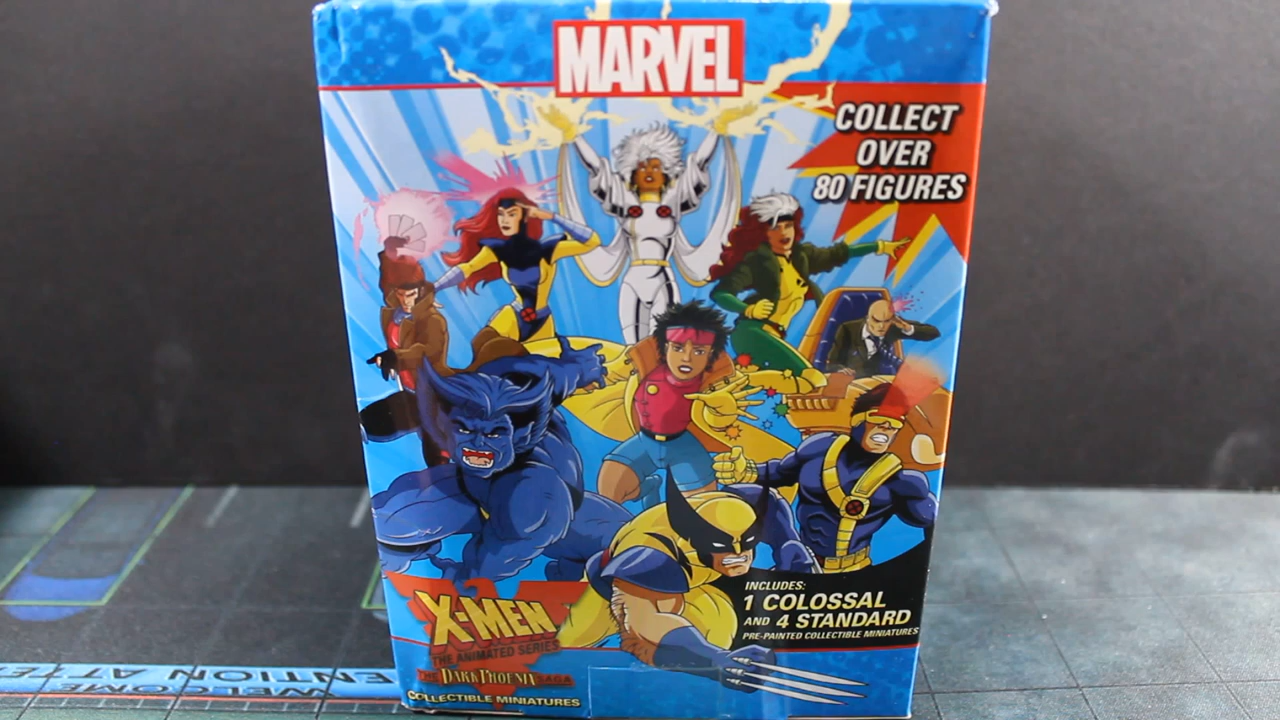 MARVEL
COLLECT
OVER
80 FIGURES
INCLUDES:
1 COLOSSAL
AND 4 STANDARD
PRE-PAINTED COLLECTIBLE MINIATURES
X-MEN
THE ANIMATED SERIES
THE DARK PHOENIX SAGA
COLLECTIBLE MINIATURES
WELCOME